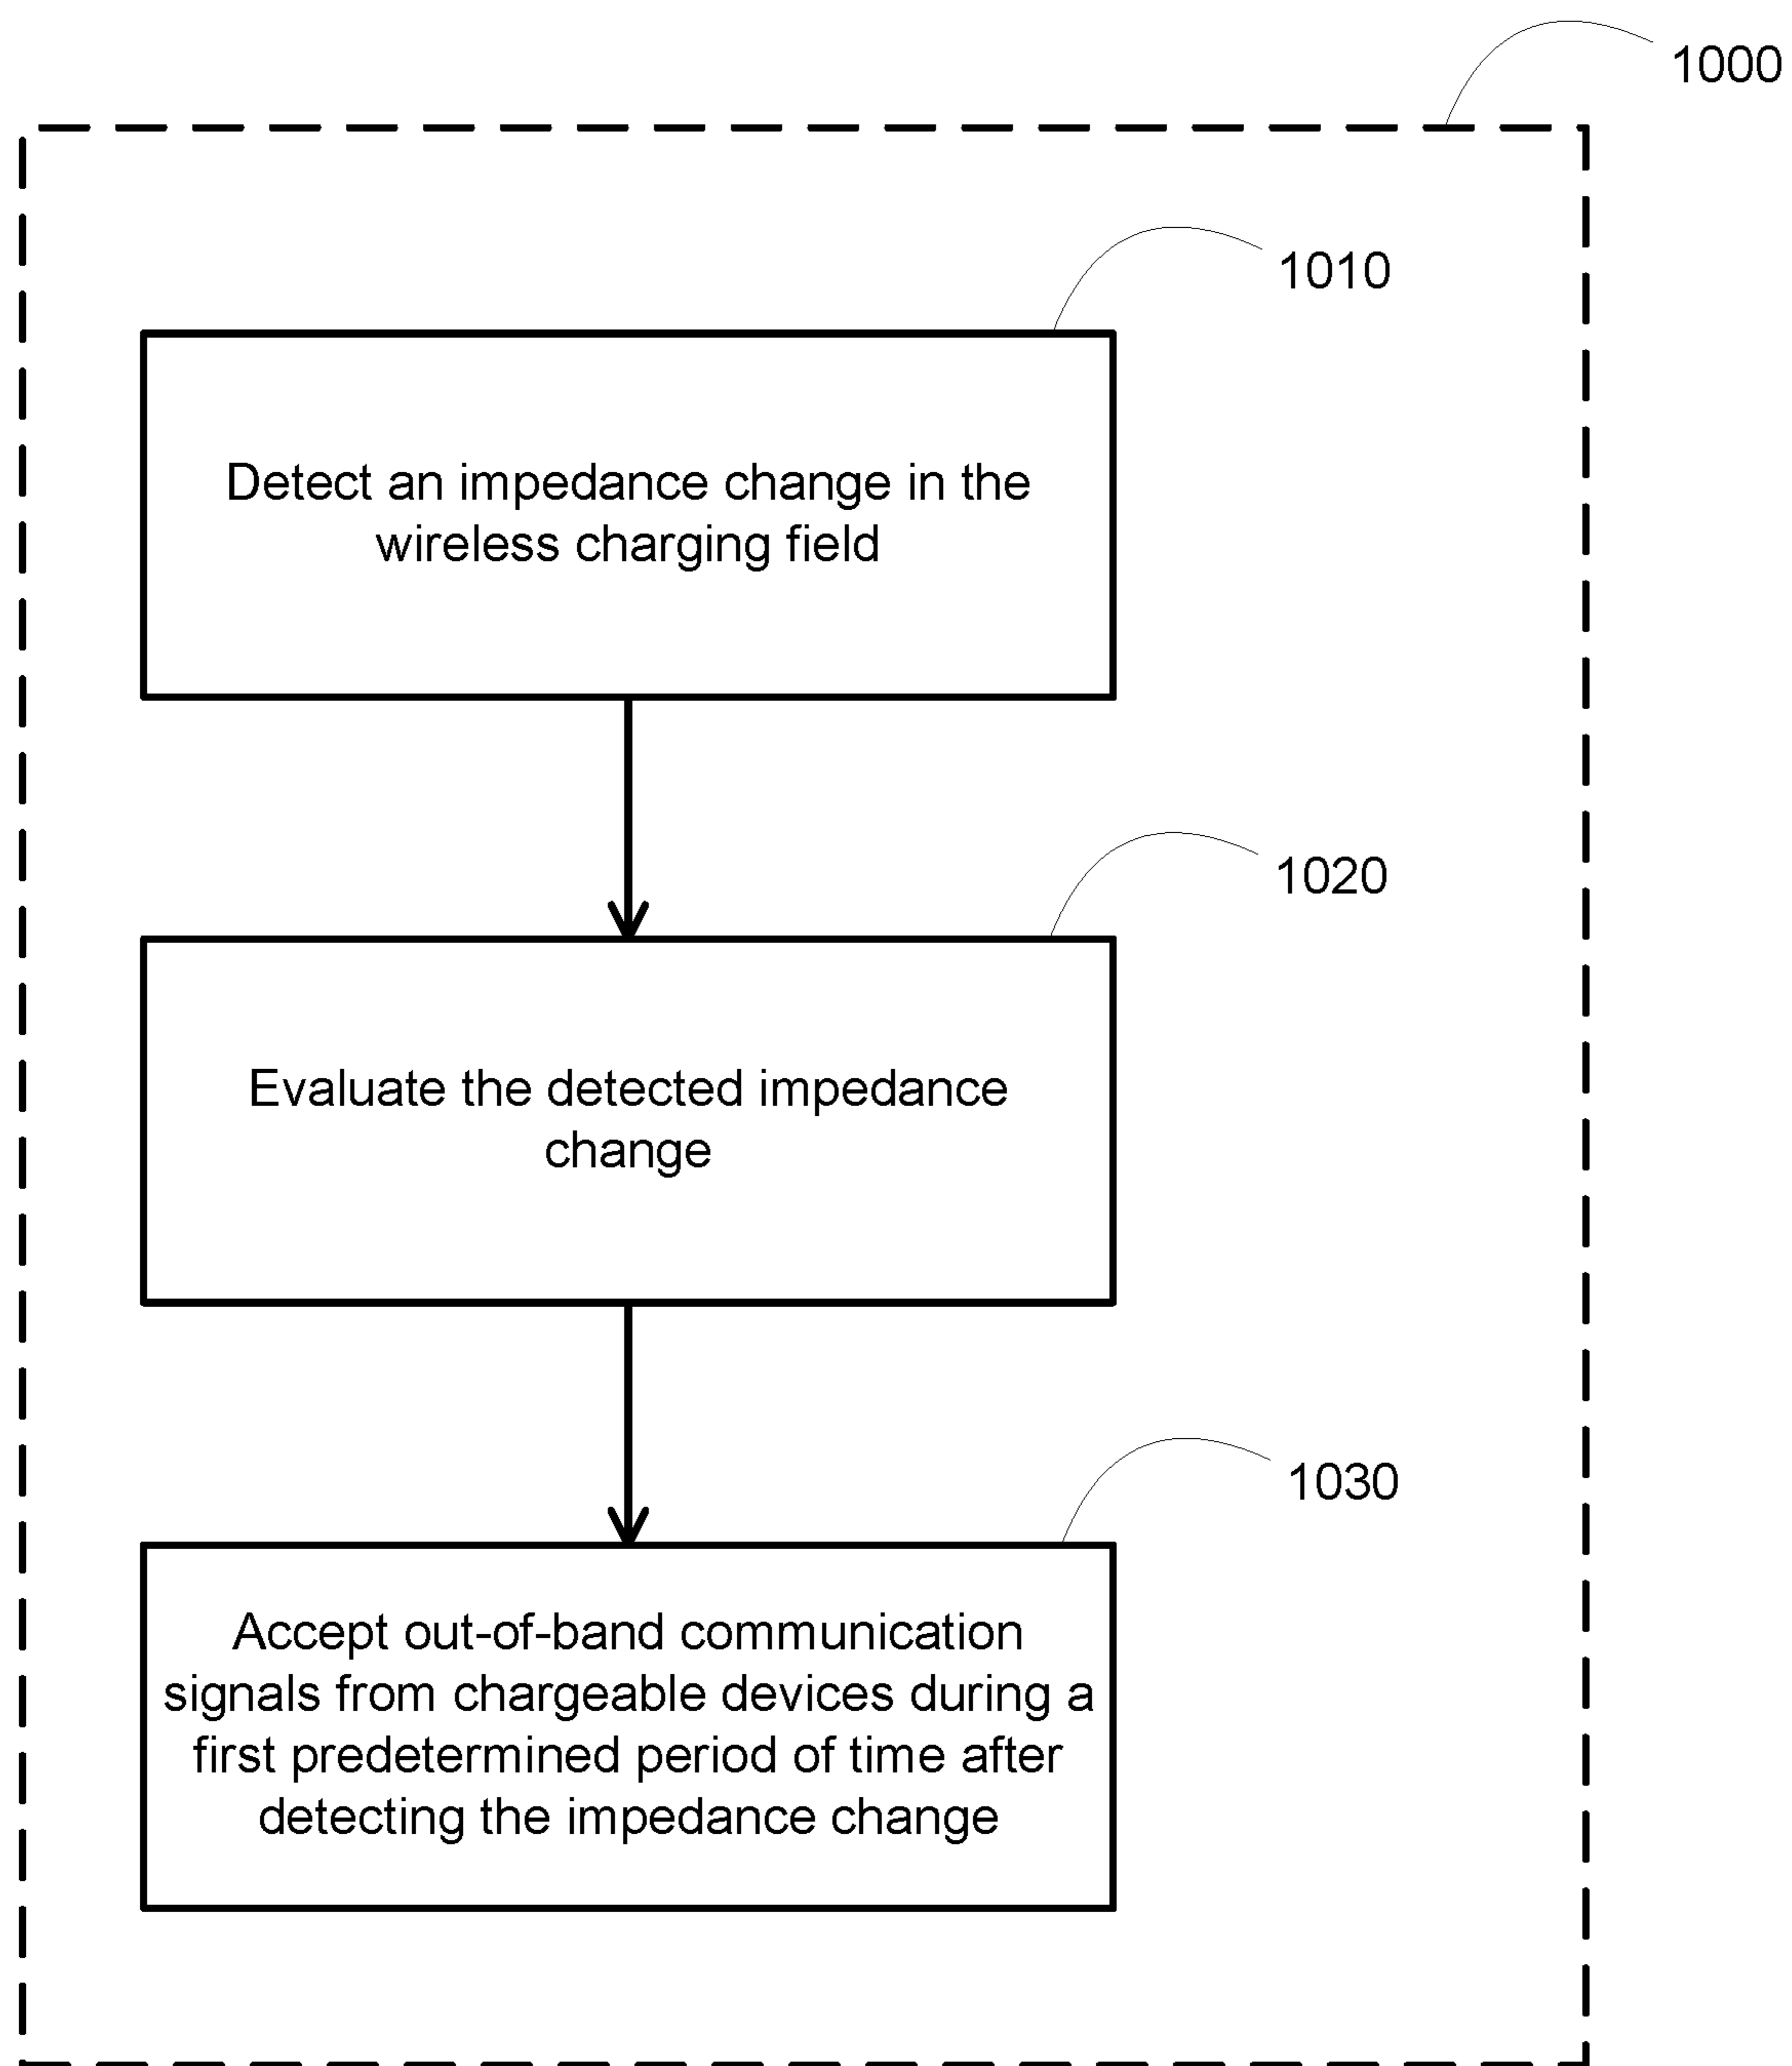 1000
1010
Detect an impedance change in the
wireless charging field
1020
Evaluate the detected impedance
change
1030
Accept out-of-band communication
signals from chargeable devices during a
first predetermined period of time after
detecting the impedance change